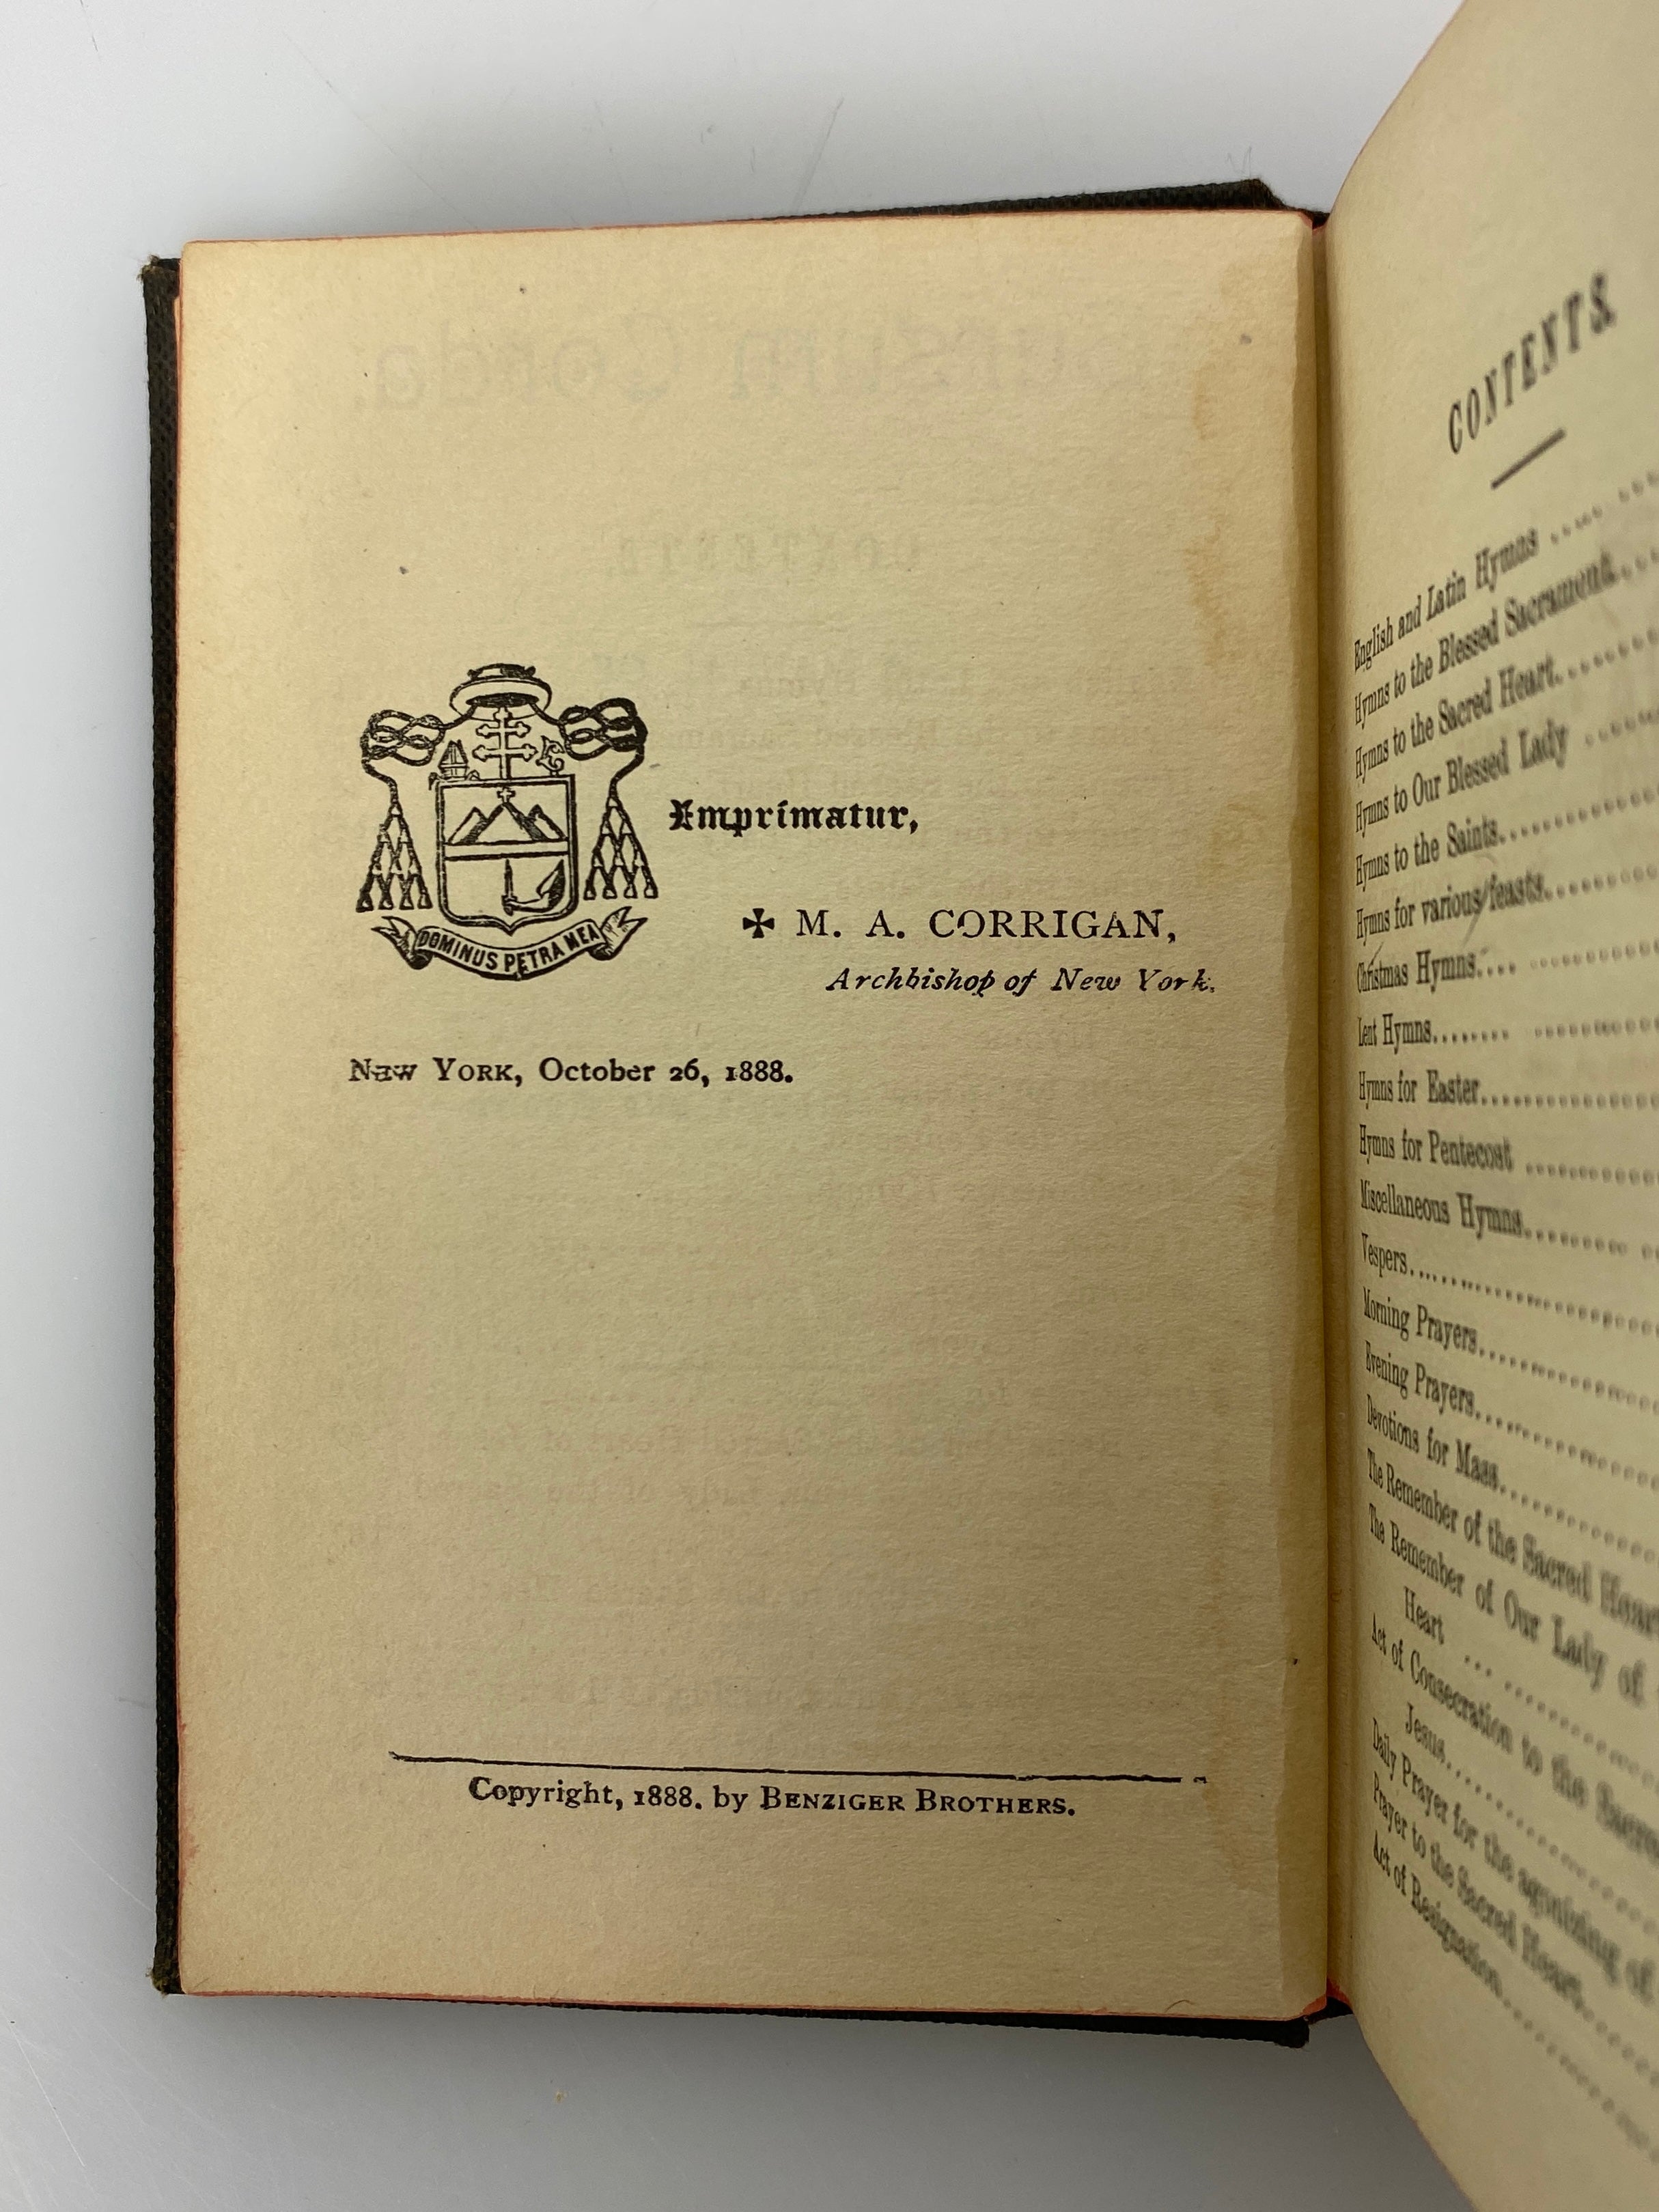 Imprimatur,
✠ M. A. CORRIGAN,
Archbishop of New York.
DOMINUS PETRA MEA
NEW YORK, October 26, 1888.
Copyright, 1888. by BENZIGER BROTHERS.
CONTENTS.
English and Latin Hymns ....
Hymns to the Blessed Sacrament....
Hymns to the Sacred Heart.........
Hymns to Our Blessed Lady ......
Hymns to the Saints...............
Hymns for various feasts...........
Christmas Hymns.... ..............
Lent Hymns....... ...............
Hymns for Easter..................
Hymns for Pentecost ..............
Miscellaneous Hymns............
Vespers..........................
Morning Prayers..................
Evening Prayers..................
Devotions for Mass...............
The Remember of the Sacred Heart
The Remember of Our Lady of
Heart ... ...............
Act of Consecration to the Sacred
Jesus....................
Daily Prayer for the agonizing of
Prayer to the Sacred Heart.......
Act of Resignation...............